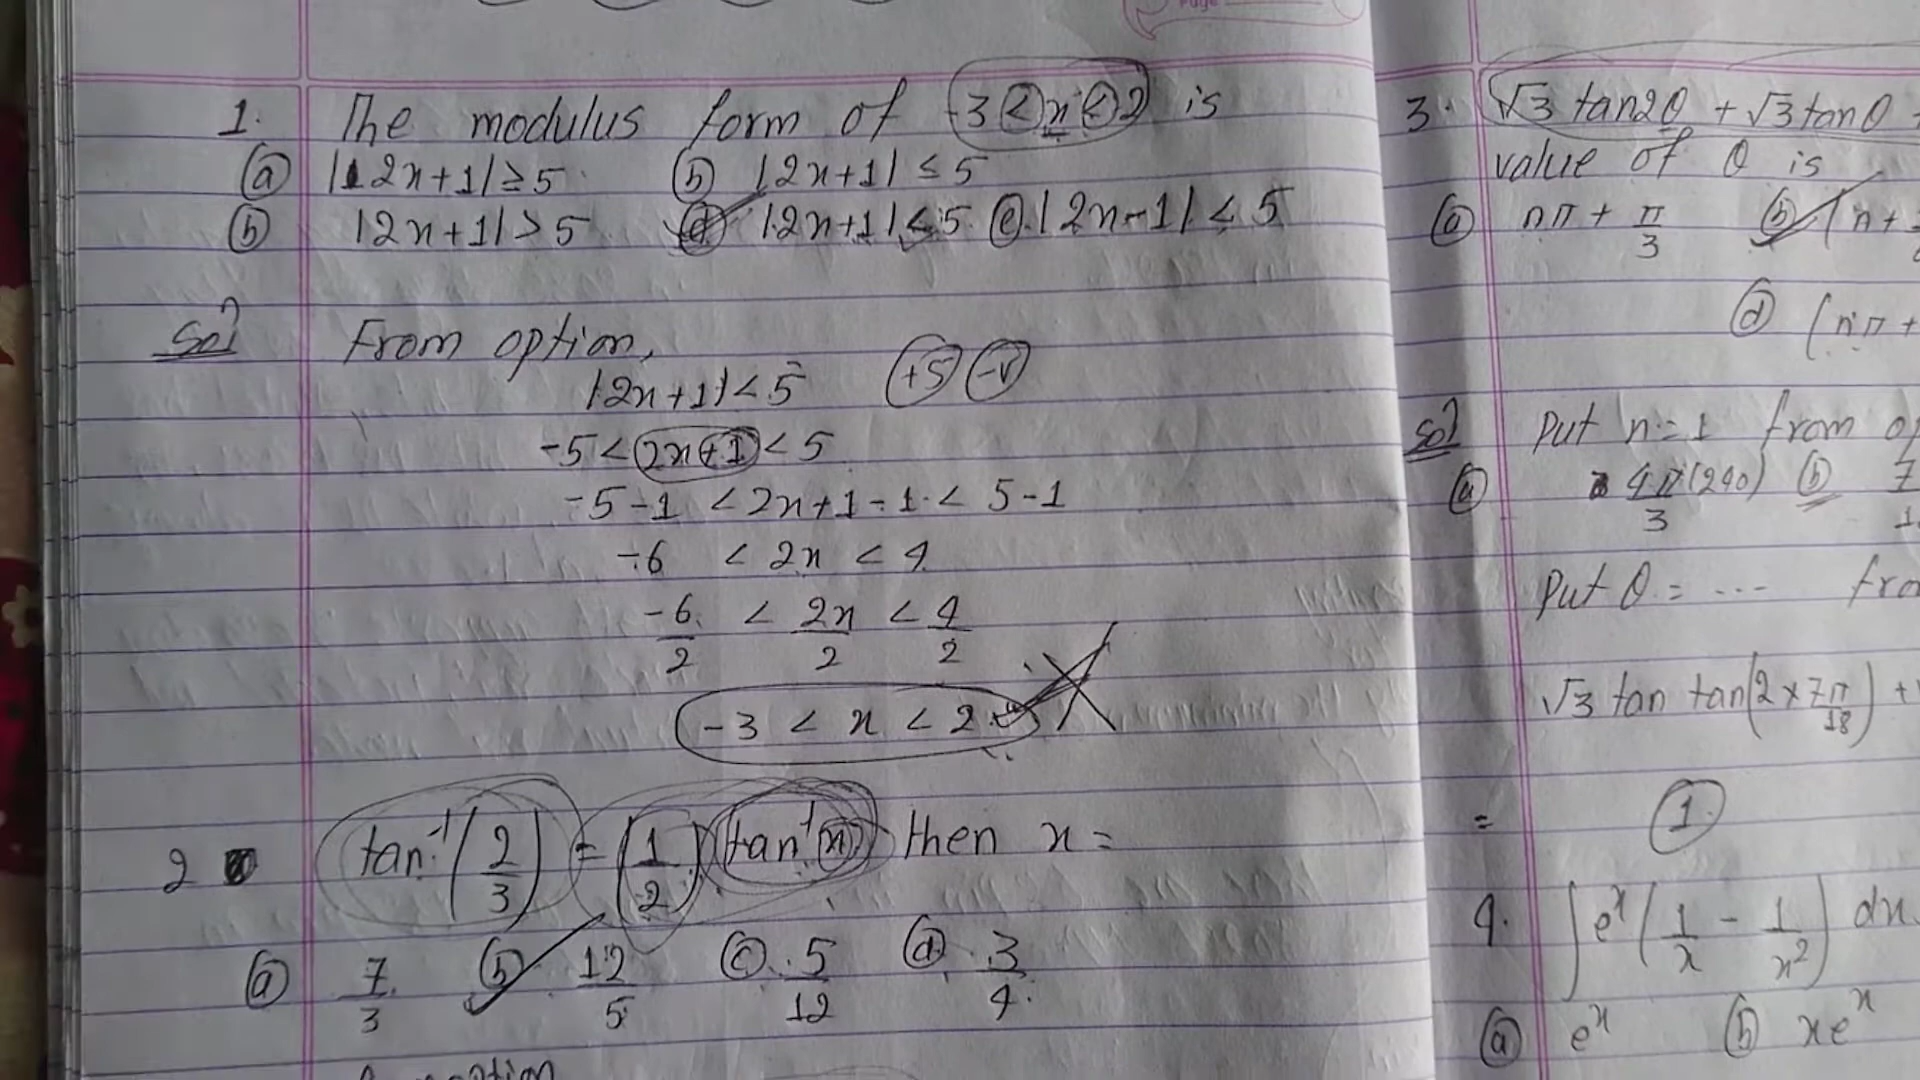 Page
1. The modulus form of -3 < x < 2 is
(a) |2x+1| ≥ 5 (b) |2x+1| ≤ 5
(b) |2x+1| > 5 (d) |2x+1| < 5 (e) |2x-1| < 5
Sol? From option,
|2x+1| < 5 +5
-5 < 2x+1 < 5
-5-1 < 2x+1-1 < 5-1
-6 < 2x < 4
-6/2 < 2x/2 < 4/2
-3 < x < 2
2 tan⁻¹(2/3) = (1/2) tan⁻¹(x) then x =
(a) 7/3 (b) 12/5 (c) 5/12 (d) 3/4
option
3. √3 tan2θ + √3 tanθ
value of θ is
(a) nπ + π/3 (b) (n +
(d) (nπ +
Sol? Put n = 1 from
(a) 4π/3 (240) (b) 7
Put θ = ... fro
√3 tan tan(2 × 7π/18) +
= 1
4. ∫ eˣ (1/x - 1/x²) dx
(a) eˣ (b) xeˣ